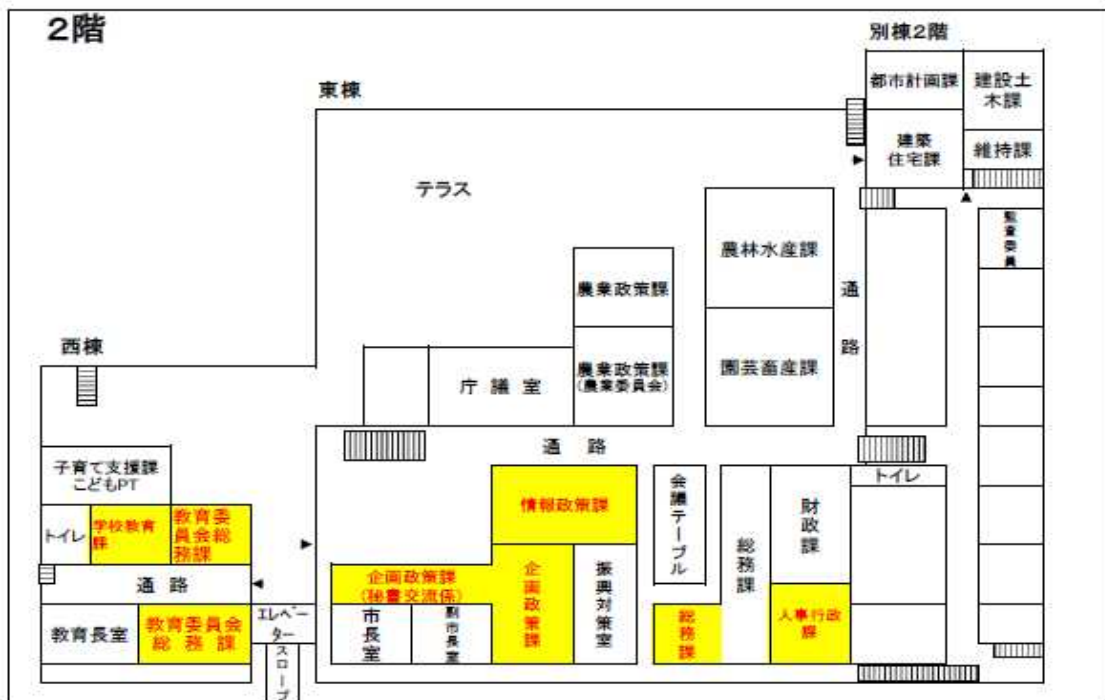 2階
別棟2階
都市計画課
建設土
木課
東棟
建築
住宅課
維持課
テラス
農林水産課
監査委員
農業政策課
通路
西棟
庁議室
農業政策課
(農業委員会)
園芸畜産課
通路
子育て支援課
こどもPT
情報政策課
会議テーブル
総務課
財政課
トイレ
トイレ
学校教育
課
教育委
員会総
務課
通路
企画政策課
(秘書交流係)
企画政策課
振興対策室
教育長室
教育委員会
総務課
エレベー
ター
スロープ
市長室
副市長室
総務課
人事行政
課